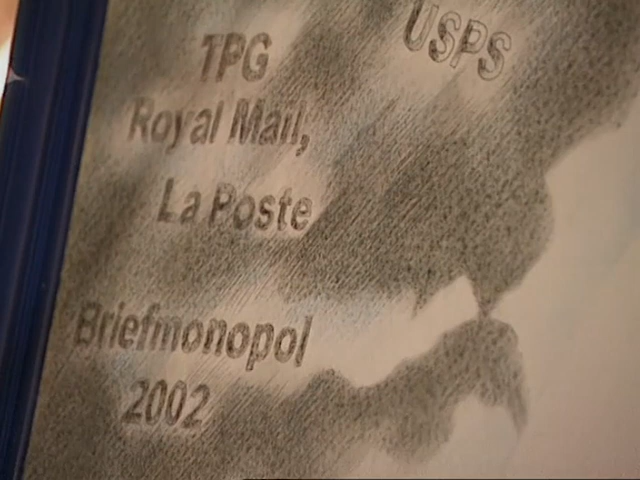 USPS
TPG
Royal Mail,
La Poste
Briefmonopol
2002